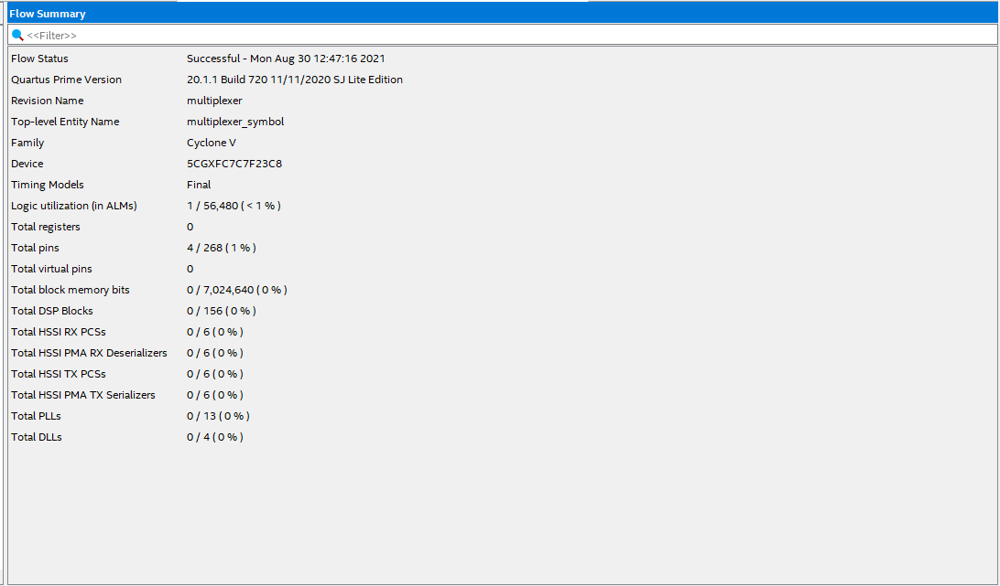 Flow Summary
<<Filter>>
Flow Status Successful - Mon Aug 30 12:47:16 2021
Quartus Prime Version 20.1.1 Build 720 11/11/2020 SJ Lite Edition
Revision Name multiplexer
Top-level Entity Name multiplexer_symbol
Family Cyclone V
Device 5CGXFC7C7F23C8
Timing Models Final
Logic utilization (in ALMs) 1 / 56,480 ( < 1 % )
Total registers 0
Total pins 4 / 268 ( 1 % )
Total virtual pins 0
Total block memory bits 0 / 7,024,640 ( 0 % )
Total DSP Blocks 0 / 156 ( 0 % )
Total HSSI RX PCSs 0 / 6 ( 0 % )
Total HSSI PMA RX Deserializers 0 / 6 ( 0 % )
Total HSSI TX PCSs 0 / 6 ( 0 % )
Total HSSI PMA TX Serializers 0 / 6 ( 0 % )
Total PLLs 0 / 13 ( 0 % )
Total DLLs 0 / 4 ( 0 % )